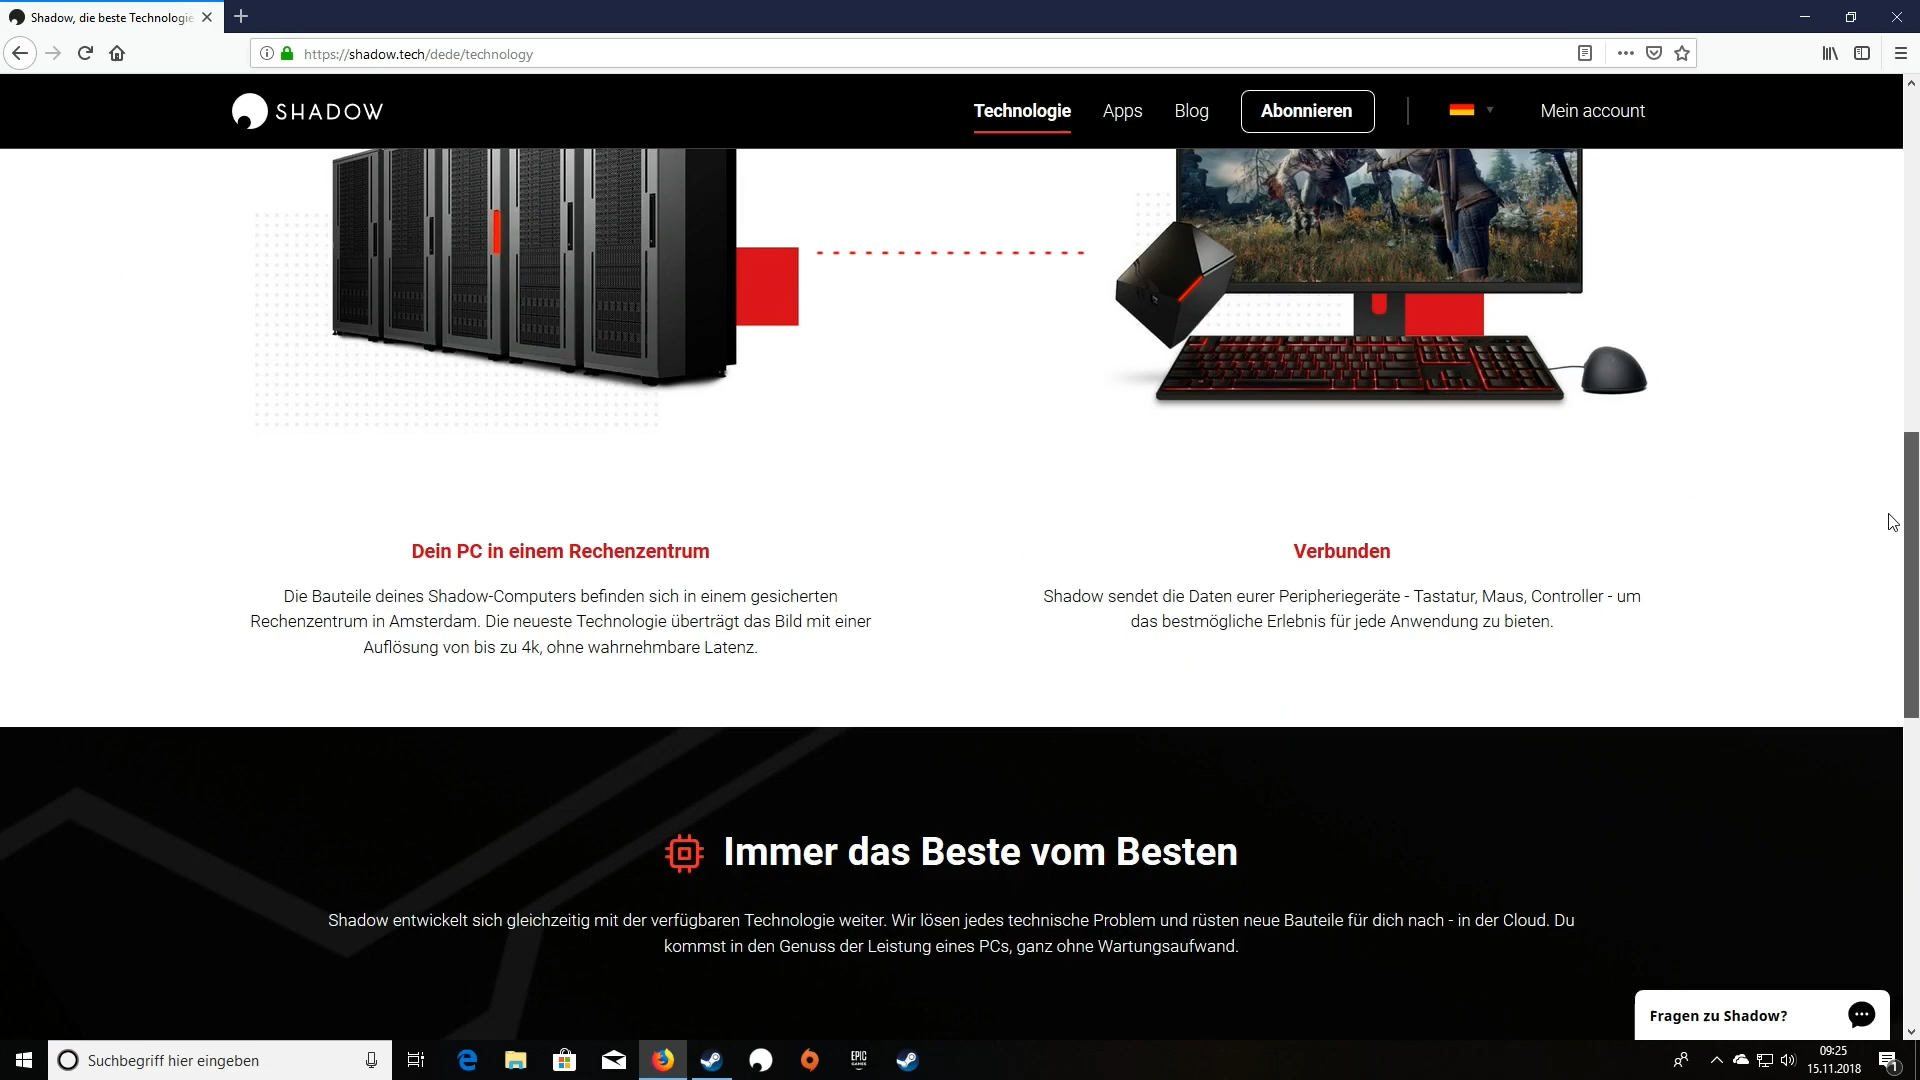 Shadow, die beste Technologie
https://shadow.tech/dede/technology
SHADOW
Technologie
Apps
Blog
Abonnieren
Mein account
Dein PC in einem Rechenzentrum
Die Bauteile deines Shadow-Computers befinden sich in einem gesicherten
Rechenzentrum in Amsterdam. Die neueste Technologie überträgt das Bild mit einer
Auflösung von bis zu 4k, ohne wahrnehmbare Latenz.
Verbunden
Shadow sendet die Daten eurer Peripheriegeräte - Tastatur, Maus, Controller - um
das bestmögliche Erlebnis für jede Anwendung zu bieten.
Immer das Beste vom Besten
Shadow entwickelt sich gleichzeitig mit der verfügbaren Technologie weiter. Wir lösen jedes technische Problem und rüsten neue Bauteile für dich nach - in der Cloud. Du
kommst in den Genuss der Leistung eines PCs, ganz ohne Wartungsaufwand.
Fragen zu Shadow?
Suchbegriff hier eingeben
EPIC
GAMES
09:25
15.11.2018
1